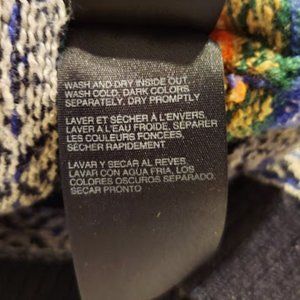 WASH AND DRY INSIDE OUT
WASH COLD, DARK COLORS
SEPARATELY, DRY PROMPTLY
LAVER ET SÉCHER À L'ENVERS,
LAVER A L'EAU FROIDE, SÉPARER
LES COULEURS FONCÉES,
SÉCHER RAPIDEMENT
LAVAR Y SECAR AL REVES
LAVAR CON AGUA FRIA, LOS
COLORES OSCUROS SEPARADO.
SECAR PRONTO